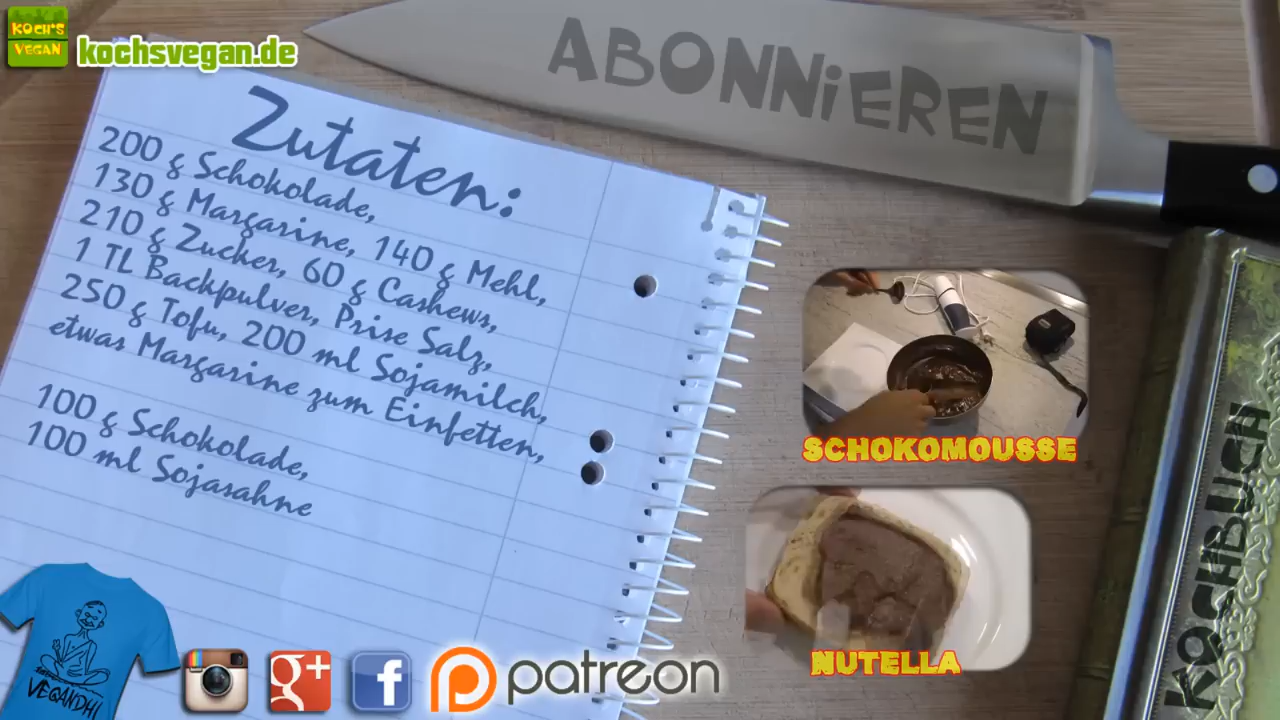 KOCH'S
VEGAN
kochsvegan.de
ABONNiEREN
Zutaten:
200 g Schokolade,
130 g Margarine, 140 g Mehl,
210 g Zucker, 60 g Cashews,
1 TL Backpulver, Prise Salz,
250 g Tofu, 200 ml Sojamilch,
etwas Margarine zum Einfetten,
100 g Schokolade,
100 ml Sojasahne
SCHOKOMOUSSE
NUTELLA
KOCHBUCH
VEGANDHI
g+
f
patreon